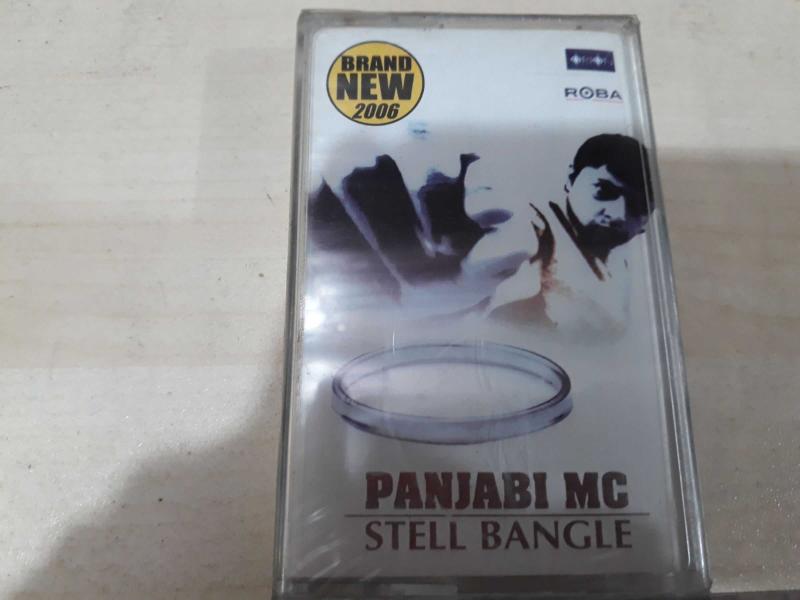 BRAND
NEW
2006
ROBA
PANJABI MC
STELL BANGLE